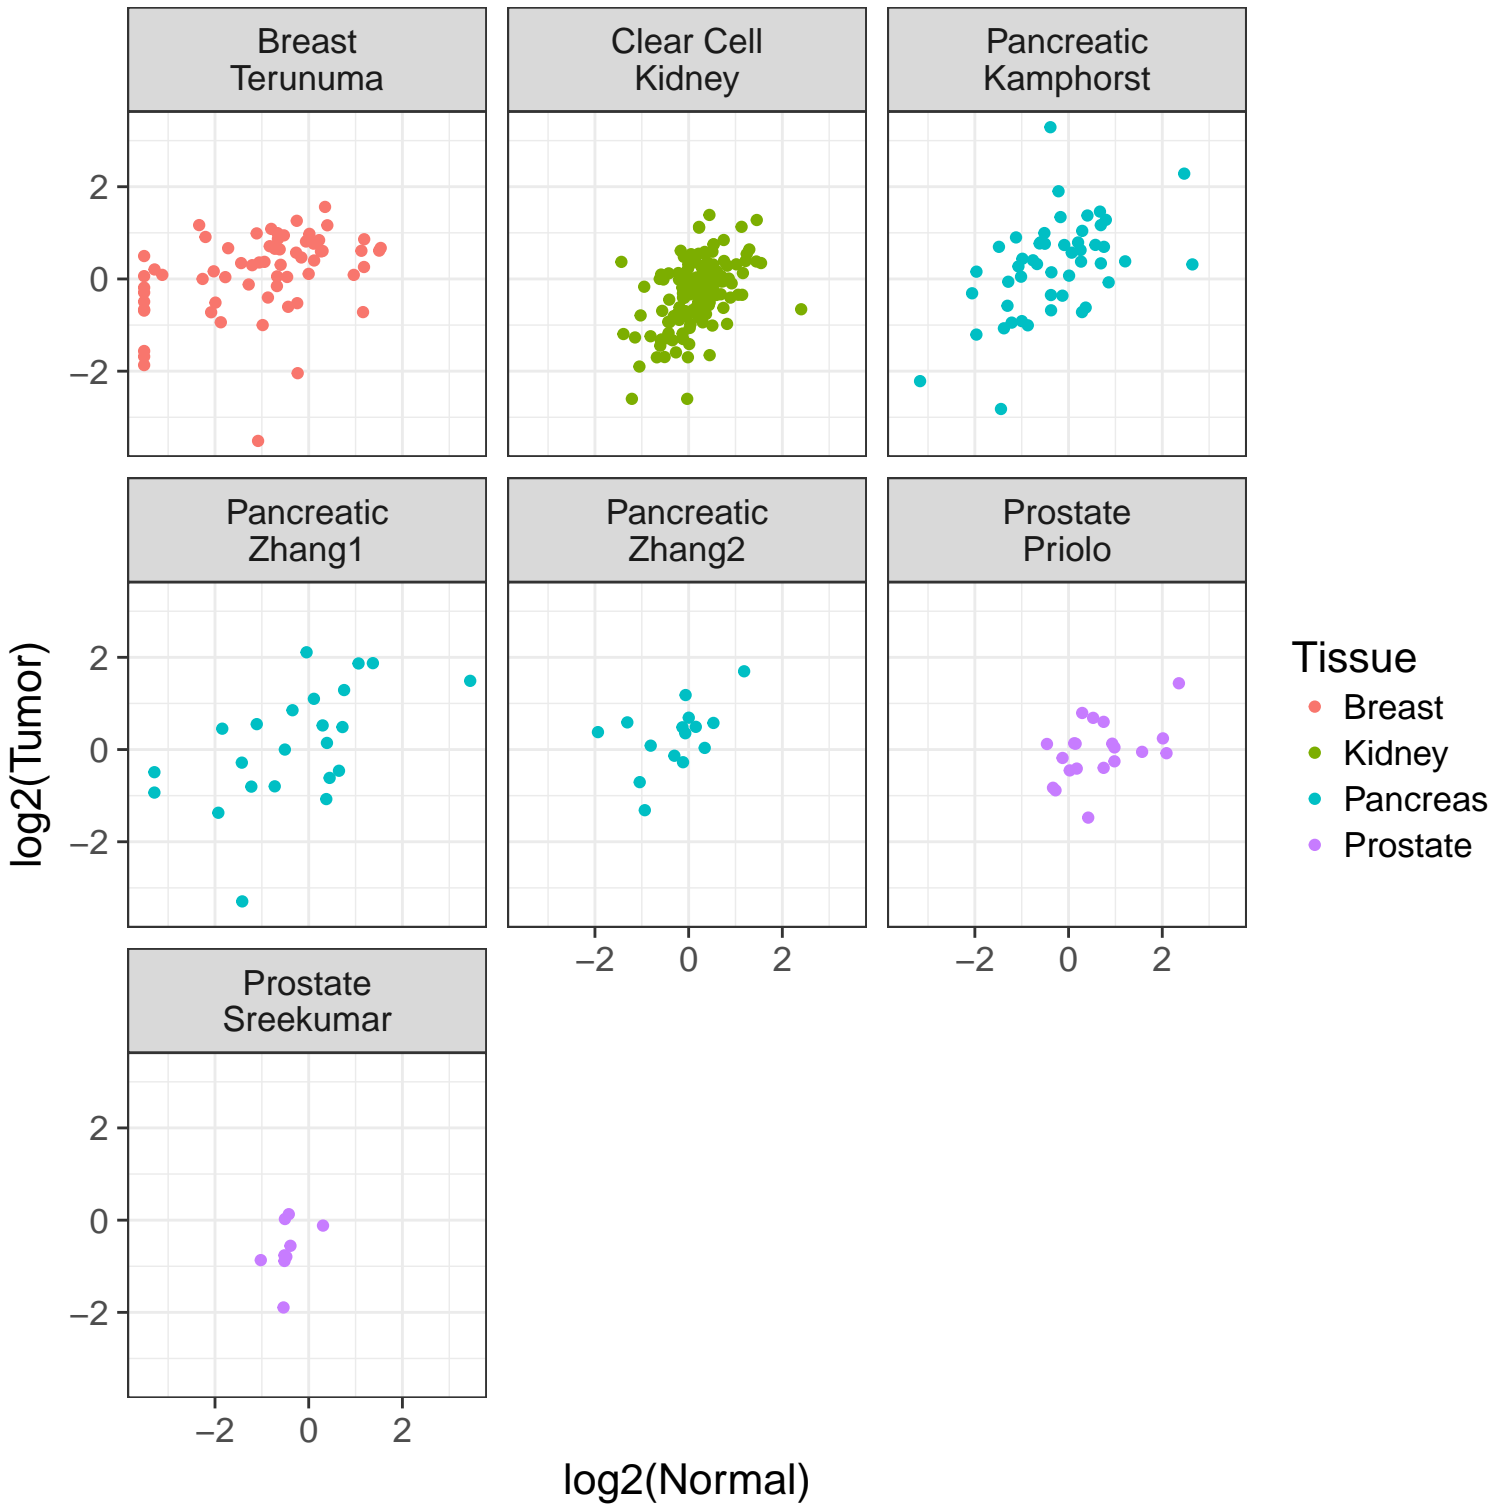 Breast
Terunuma
Clear Cell
Kidney
Pancreatic
Kamphorst
2
0
−2
Pancreatic
Zhang1
Pancreatic
Zhang2
Prostate
Priolo
2
0
−2
−2 0 2
−2 0 2
Prostate
Sreekumar
2
0
−2
−2 0 2
log2(Normal)
log2(Tumor)
Tissue
Breast
Kidney
Pancreas
Prostate